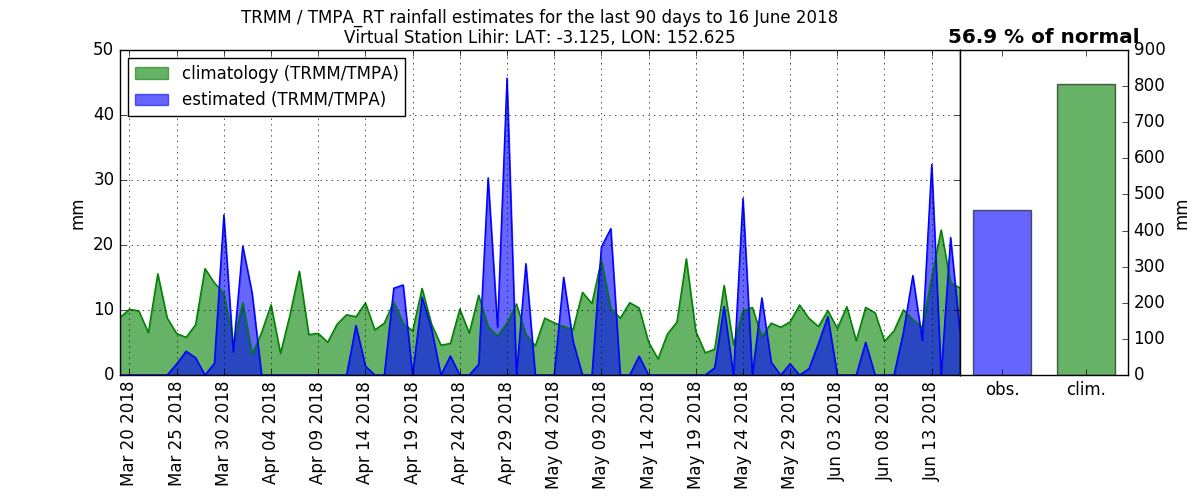 TRMM / TMPA_RT rainfall estimates for the last 90 days to 16 June 2018
Virtual Station Lihir: LAT: -3.125, LON: 152.625
56.9 % of normal
climatology (TRMM/TMPA)
estimated (TRMM/TMPA)
50
40
30
20
10
0
mm
Mar 20 2018
Mar 25 2018
Mar 30 2018
Apr 04 2018
Apr 09 2018
Apr 14 2018
Apr 19 2018
Apr 24 2018
Apr 29 2018
May 04 2018
May 09 2018
May 14 2018
May 19 2018
May 24 2018
May 29 2018
Jun 03 2018
Jun 08 2018
Jun 13 2018
obs.
clim.
900
800
700
600
500
400
300
200
100
0
mm